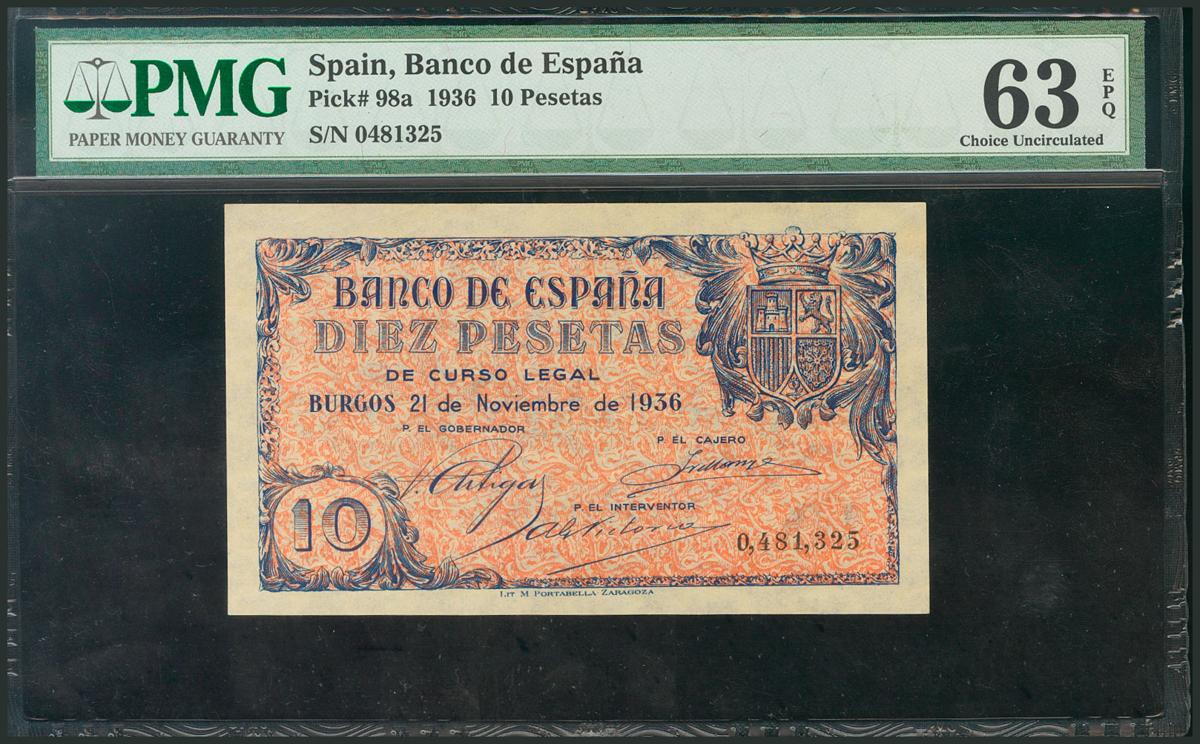 PMG
PAPER MONEY GUARANTY
Spain, Banco de España
Pick# 98a 1936 10 Pesetas
S/N 0481325
63
EPQ
Choice Uncirculated
BANCO DE ESPAÑA
DIEZ PESETAS
DE CURSO LEGAL
BURGOS 21 de Noviembre de 1936
P. EL GOBERNADOR
P EL CAJERO
P. EL INTERVENTOR
10
0,481,325
LIT M PORTABELLA ZARAGOZA